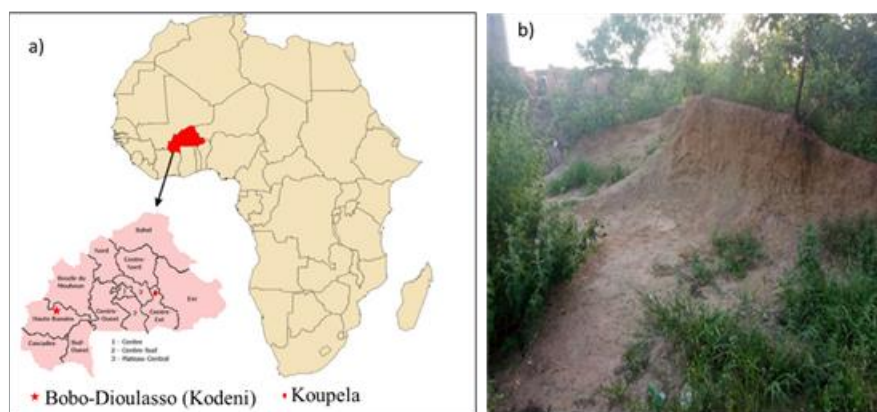 a)
b)
Sahel
Nord
Centre-
Nord
Boucle du
Mouhoun
Est
Hauts-Bassins
Centre
Ouest
Centre
Est
Cascades
Sud
Ouest
1 - Centre
2 - Centre-Sud
3 - Plateau Central
Bobo-Dioulasso (Kodeni)
Koupela